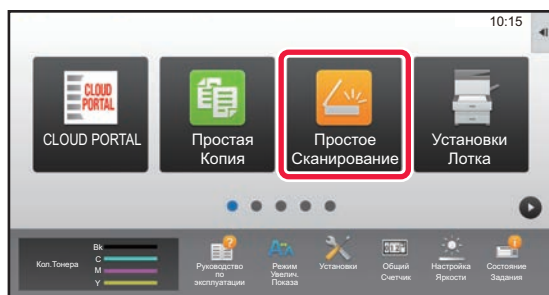 10:15
CLOUD
PORTAL
CLOUD PORTAL
Простая
Копия
Простое
Сканирование
Установки
Лотка
Кол.Тонера
Bk
C
M
Y
Руководство
по
эксплуатации
Режим
Увелич.
Показа
Установки
Общий
Счетчик
Настройка
Яркости
Состояние
Задания